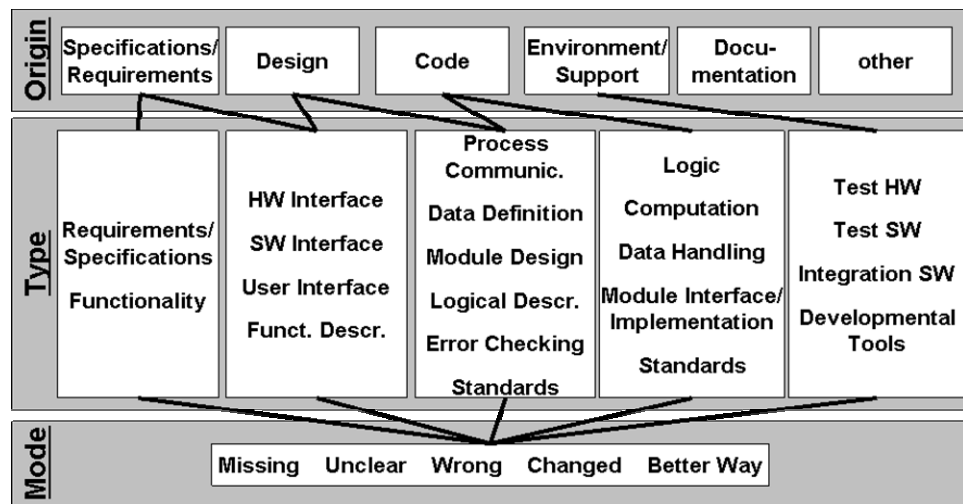 Origin
Specifications/
Requirements
Design
Code
Environment/
Support
Docu-
mentation
other
Type
Requirements/
Specifications
Functionality
HW Interface
SW Interface
User Interface
Funct. Descr.
Process
Communic.
Data Definition
Module Design
Logical Descr.
Error Checking
Standards
Logic
Computation
Data Handling
Module Interface/
Implementation
Standards
Test HW
Test SW
Integration SW
Developmental
Tools
Mode
Missing Unclear Wrong Changed Better Way